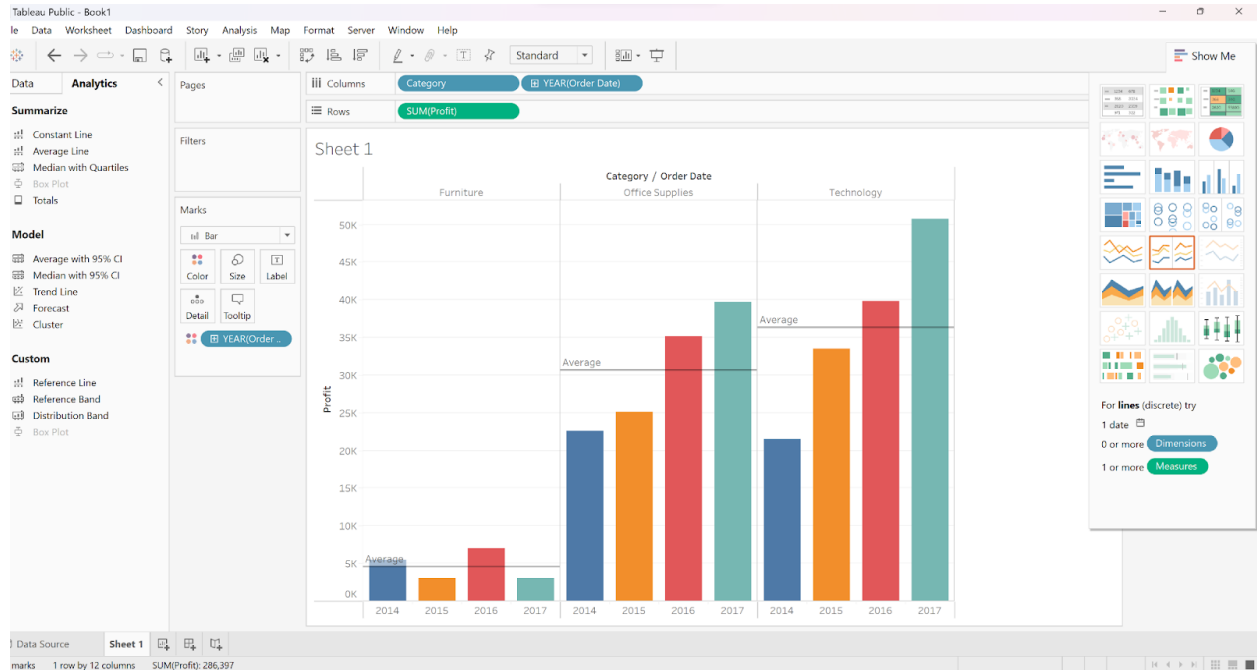 Tableau Public - Book1
le Data Worksheet Dashboard Story Analysis Map Format Server Window Help
Standard
Show Me
Data Analytics
Summarize
Constant Line
Average Line
Median with Quartiles
Box Plot
Totals
Model
Average with 95% CI
Median with 95% CI
Trend Line
Forecast
Cluster
Custom
Reference Line
Reference Band
Distribution Band
Box Plot
Pages
Filters
Marks
Bar
Color Size Label
Detail Tooltip
YEAR(Order ..
Columns Category YEAR(Order Date)
Rows SUM(Profit)
Sheet 1
Category / Order Date
Furniture Office Supplies Technology
Profit
50K
45K
40K
35K
30K
25K
20K
15K
10K
5K
0K
Average
Average
Average
2014 2015 2016 2017 2014 2015 2016 2017 2014 2015 2016 2017
For lines (discrete) try
1 date
0 or more Dimensions
1 or more Measures
Data Source Sheet 1
marks 1 row by 12 columns SUM(Profit): 286,397